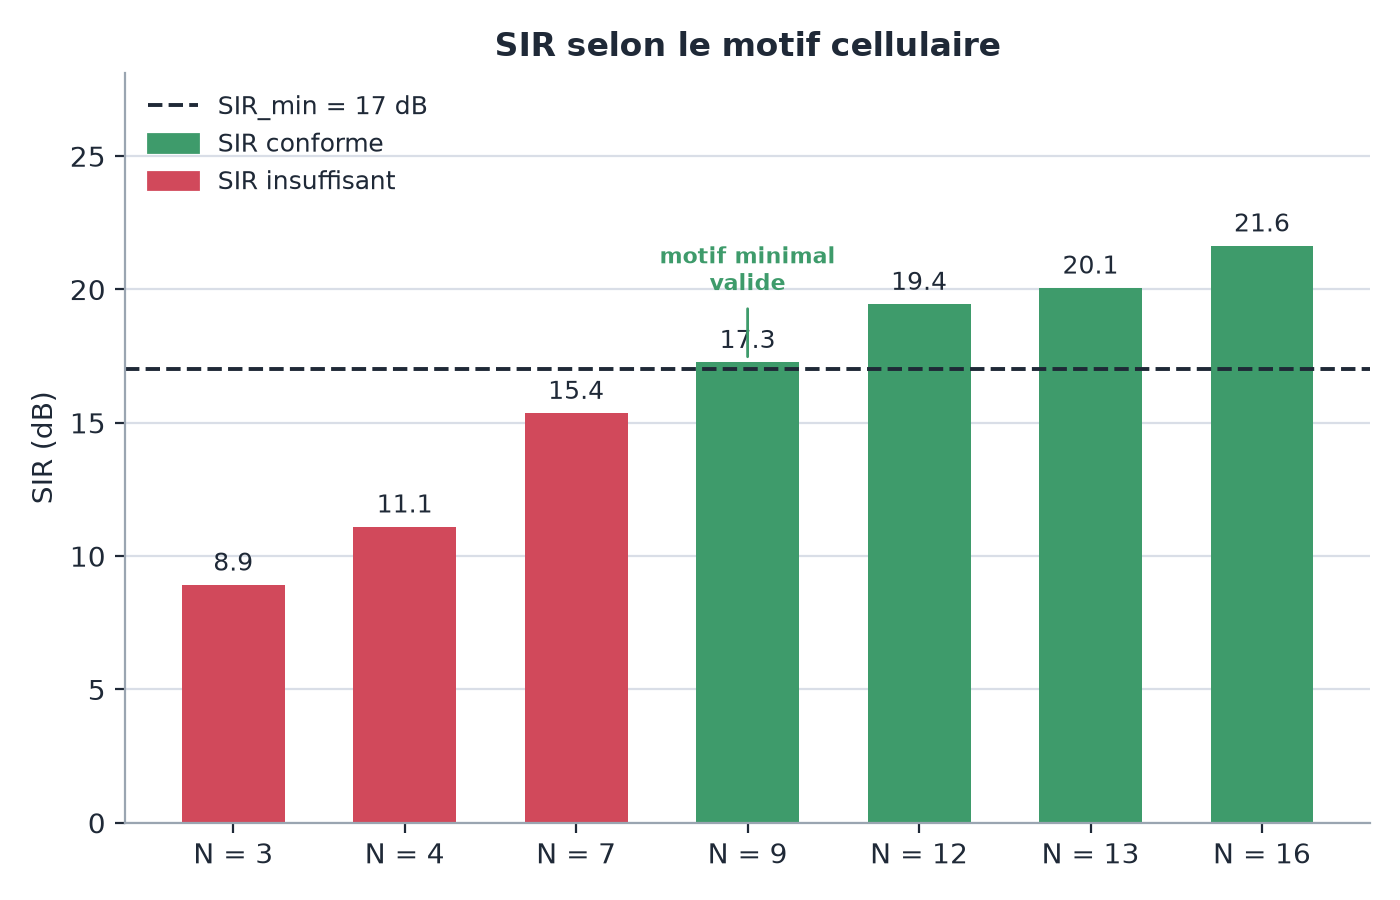 SIR selon le motif cellulaire
SIR_min = 17 dB
SIR conforme
SIR insuffisant
SIR (dB)
25
20
15
10
5
0
8.9
11.1
15.4
motif minimal
valide
17.3
19.4
20.1
21.6
N = 3
N = 4
N = 7
N = 9
N = 12
N = 13
N = 16